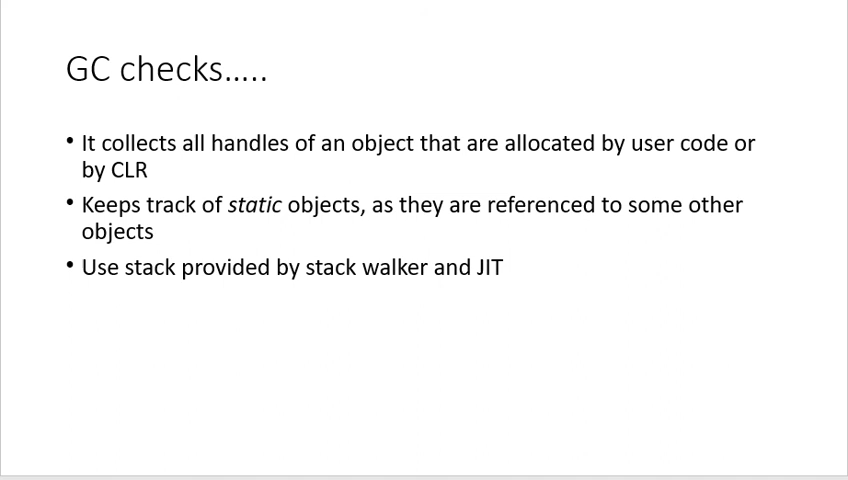 GC checks.....
• It collects all handles of an object that are allocated by user code or
by CLR
• Keeps track of static objects, as they are referenced to some other
objects
• Use stack provided by stack walker and JIT